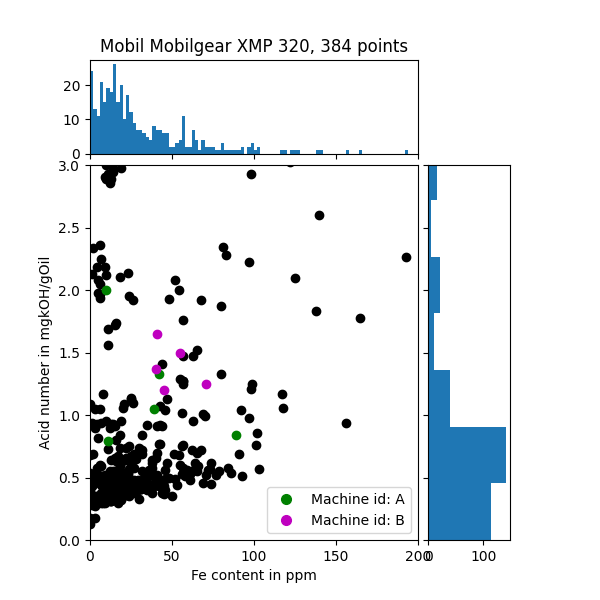 Mobil Mobilgear XMP 320, 384 points
20
10
0
3.0
2.5
2.0
1.5
1.0
0.5
0.0
Acid number in mgkOH/gOil
Machine id: A
Machine id: B
0 50 100 150 200 0 100
Fe content in ppm